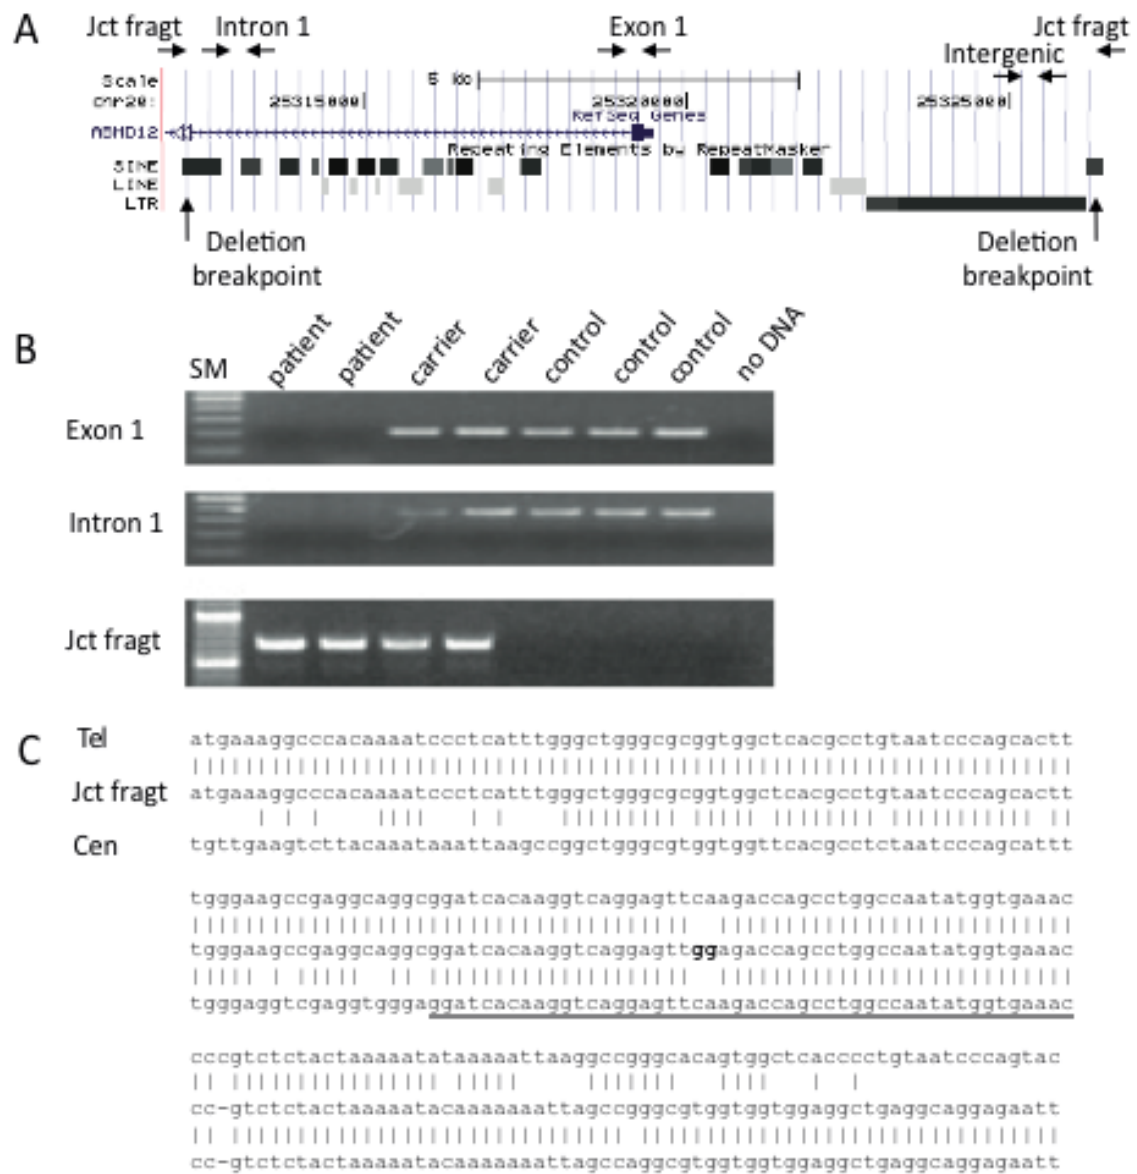 A
Jct fragt Intron 1 Exon 1 Jct fragt
Intergenic
Scale 5 kb
chr20: 25315000 25320000 25325000
RefSeq Genes
ABHD12
Repeating Elements by RepeatMasker
SINE
LINE
LTR
Deletion breakpoint Deletion breakpoint
B
SM patient patient carrier carrier control control control no DNA
Exon 1
Intron 1
Jct fragt
C
Tel atgaaaggcccacaaaatccctcatttgggctgggcgcggtggctcacgcctgtaatcccagcactt
Jct fragt atgaaaggcccacaaaatccctcatttgggctgggcgcggtggctcacgcctgtaatcccagcactt
Cen tgttgaagtcttacaaataaattaagccggctgggcgtggtggttcacgcctctaatcccagcattt
tgggaagccgaggcaggcggatcacaaggtcaggagttcaagaccagcctggccaatatggtgaaac
tgggaagccgaggcaggcggatcacaaggtcaggagttggagaccagcctggccaatatggtgaaac
tgggaggtcgaggtgggaggatcacaaggtcaggagttcaagaccagcctggccaatatggtgaaac
cccgtctctactaaaaatataaaaattaaggccgggcacagtggctcacccctgtaatcccagtac
cc-gtctctactaaaaatacaaaaaaattagccgggcgtggtggtggaggctgaggcaggagaatt
cc-gtctctactaaaaatacaaaaaaattagccaggcgtggtggtggaggctgaggcaggagaatt